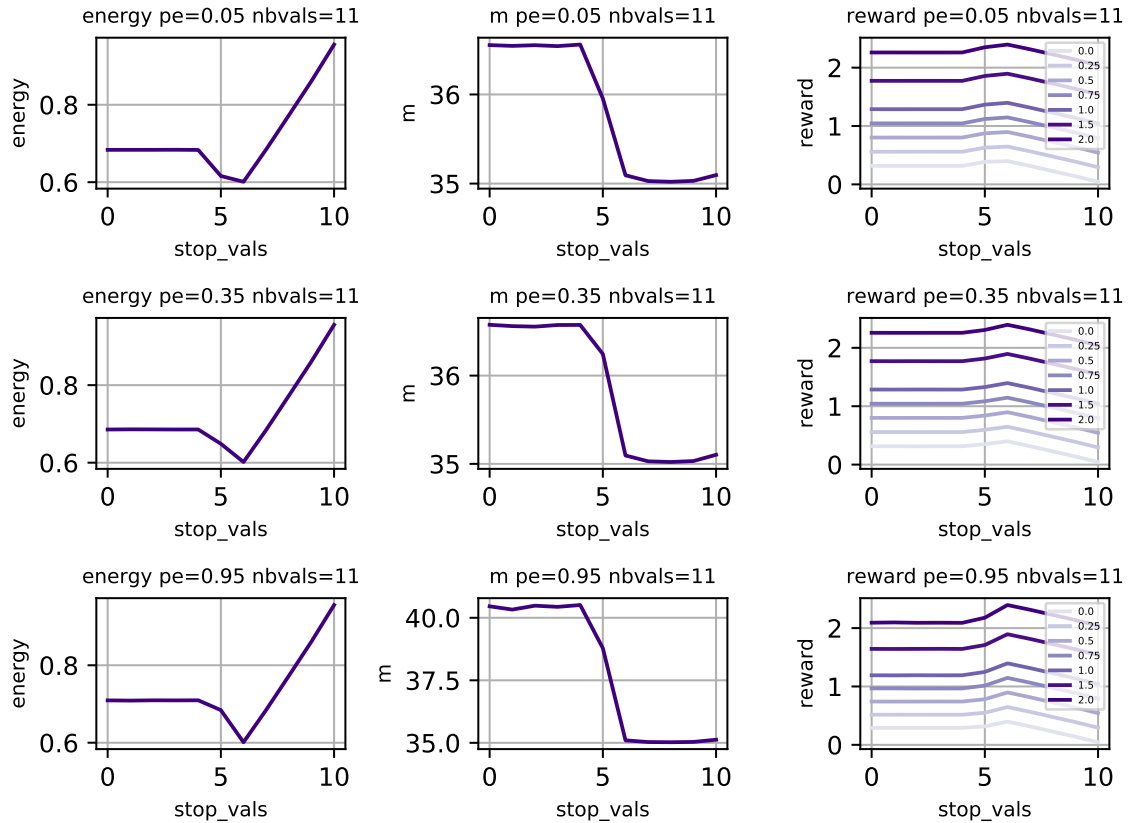 energy pe=0.05 nbvals=11
energy
0.8
0.6
0
5
10
stop_vals
m pe=0.05 nbvals=11
m
36
35
0
5
10
stop_vals
reward pe=0.05 nbvals=11
reward
2
1
0
0
5
10
0.0
0.25
0.5
0.75
1.0
1.5
2.0
stop_vals
energy pe=0.35 nbvals=11
energy
0.8
0.6
0
5
10
stop_vals
m pe=0.35 nbvals=11
m
36
35
0
5
10
stop_vals
reward pe=0.35 nbvals=11
reward
2
1
0
0
5
10
0.0
0.25
0.5
0.75
1.0
1.5
2.0
stop_vals
energy pe=0.95 nbvals=11
energy
0.8
0.6
0
5
10
stop_vals
m pe=0.95 nbvals=11
m
40.0
37.5
35.0
0
5
10
stop_vals
reward pe=0.95 nbvals=11
reward
2
1
0
0
5
10
0.0
0.25
0.5
0.75
1.0
1.5
2.0
stop_vals